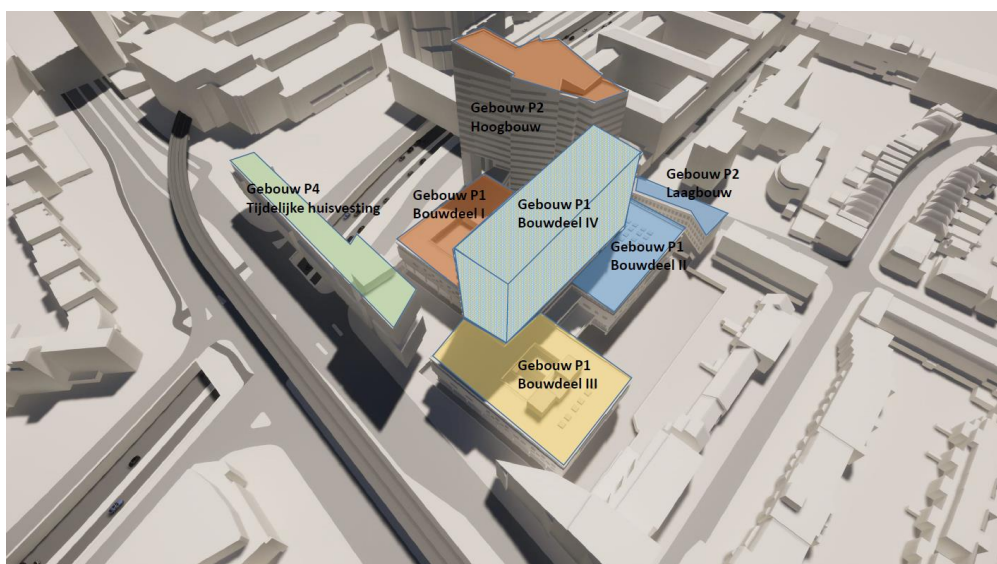 Gebouw P2
Hoogbouw
Gebouw P4
Tijdelijke huisvesting
Gebouw P1
Bouwdeel I
Gebouw P1
Bouwdeel IV
Gebouw P2
Laagbouw
Gebouw P1
Bouwdeel II
Gebouw P1
Bouwdeel III